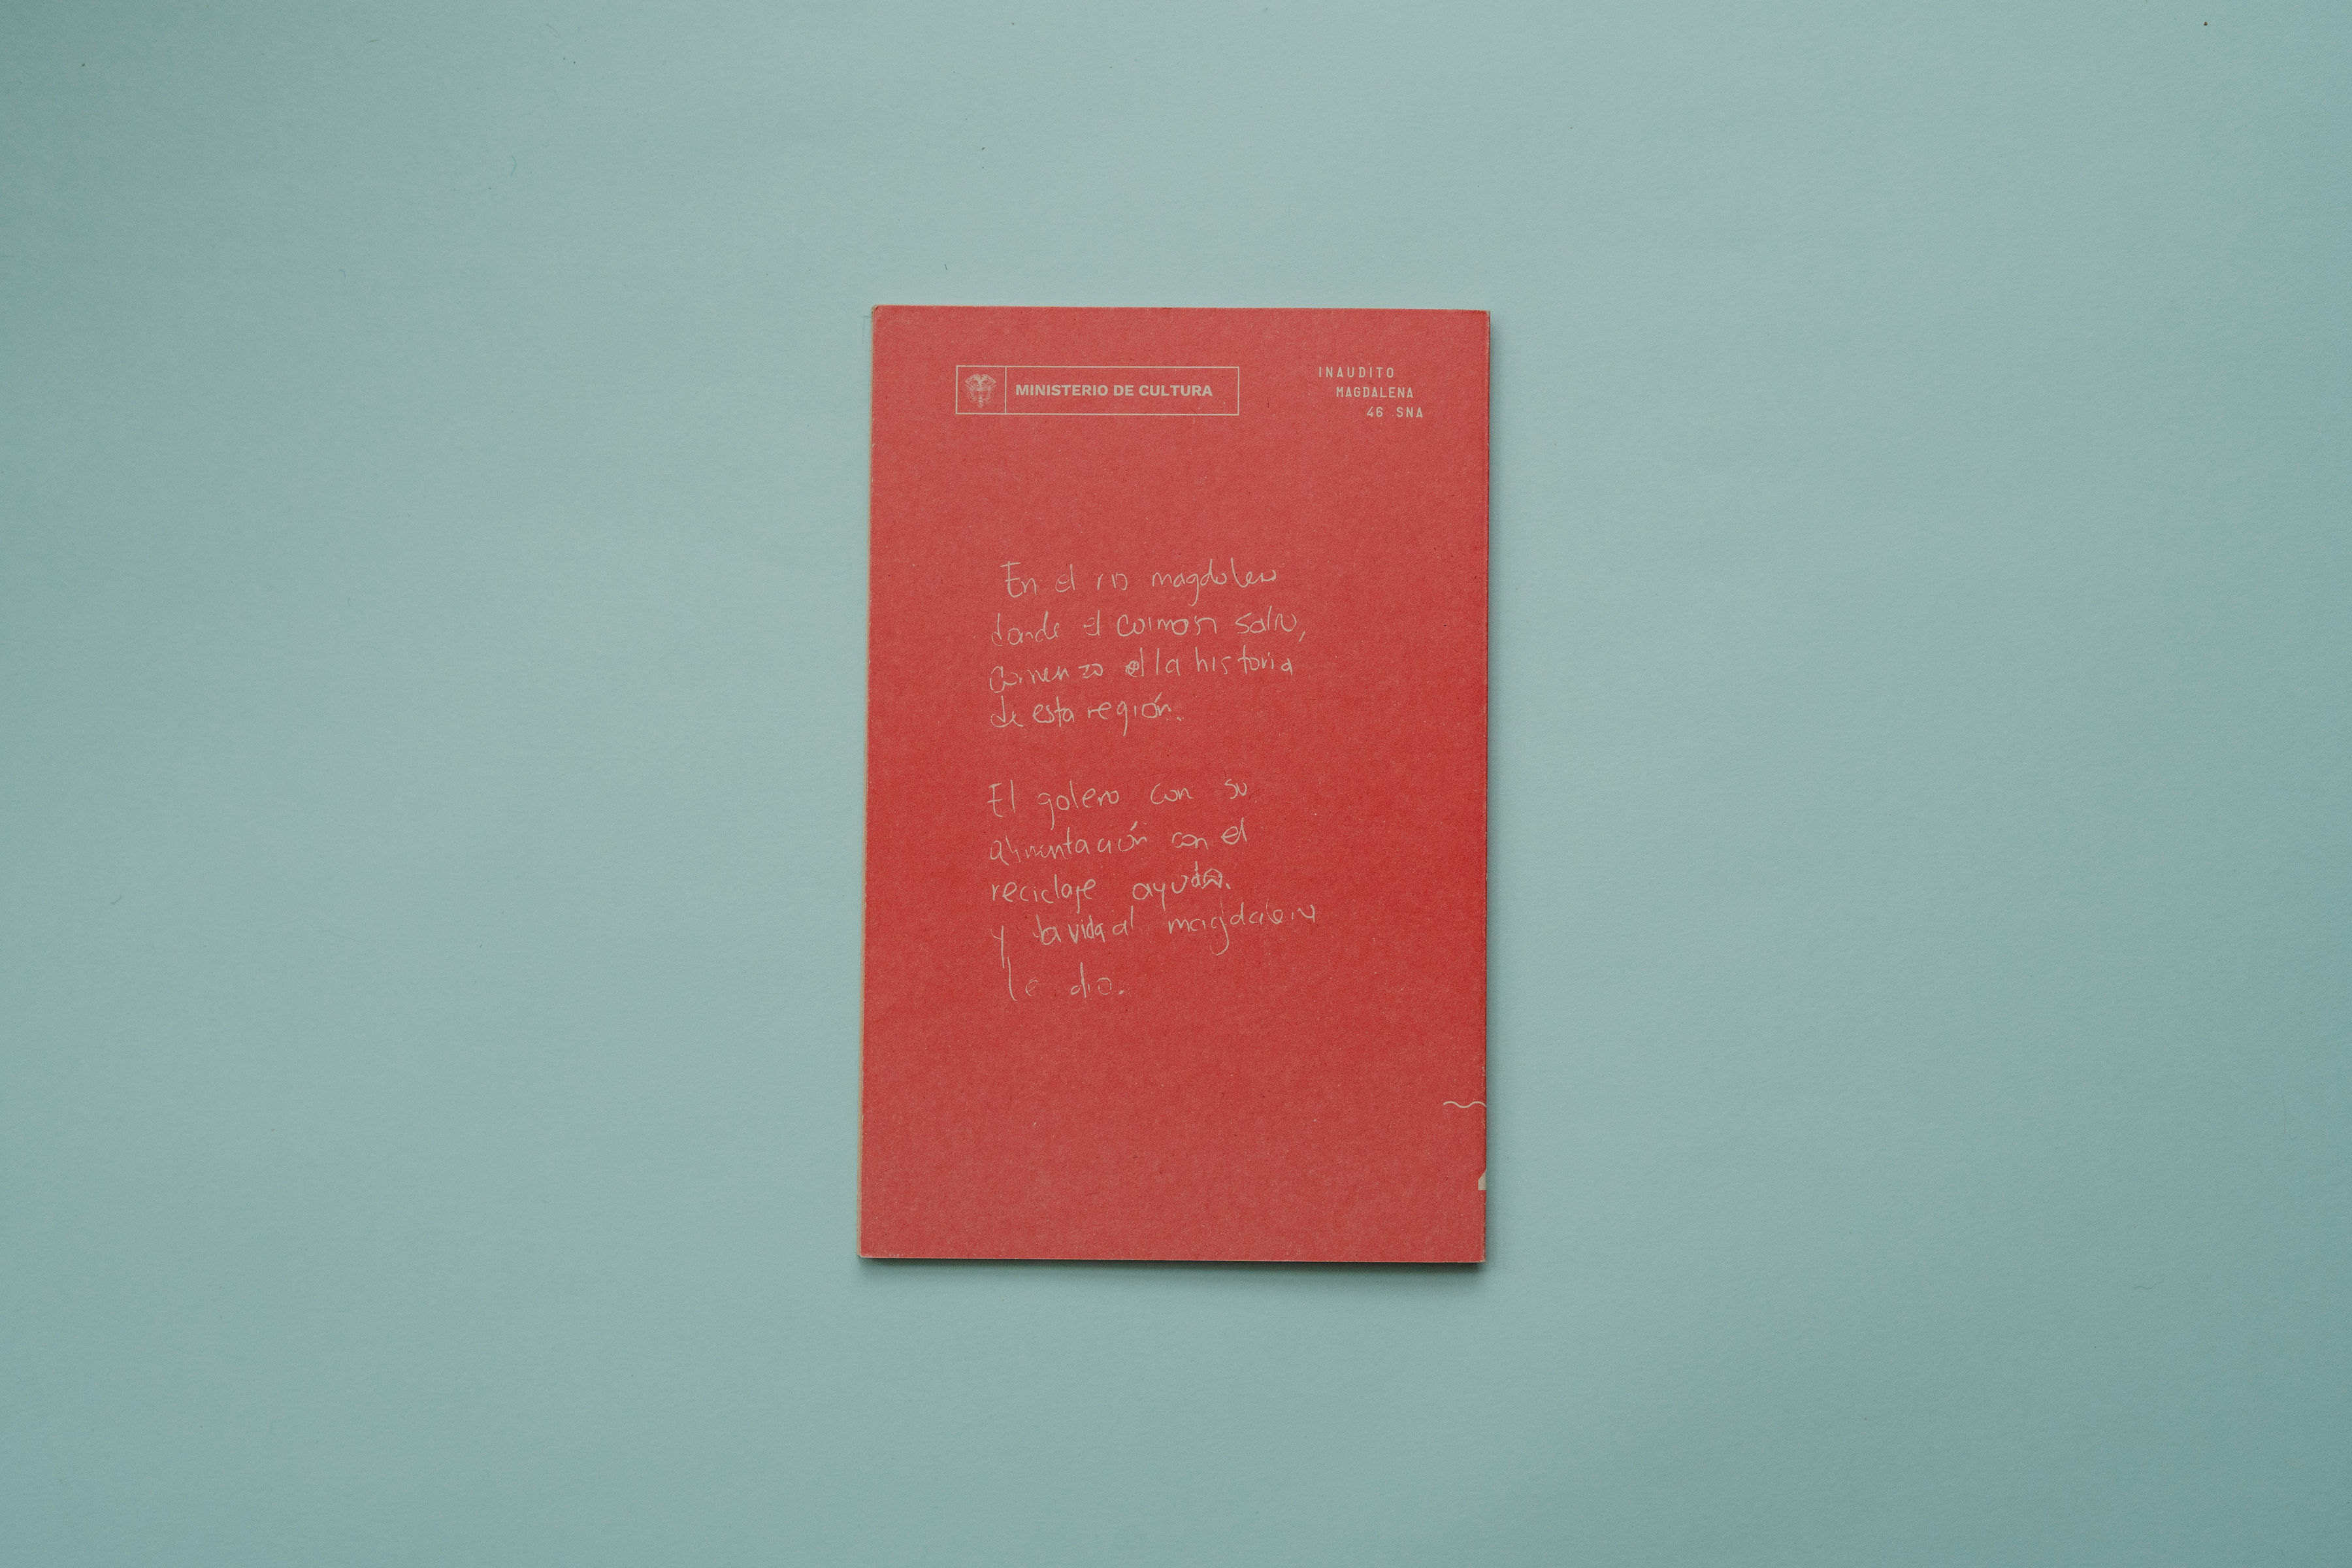 MINISTERIO DE CULTURA
INAUDITO
MAGDALENA
46 SNA
En el rio magdalena
donde el caiman salio,
comenzo la historia
de esta región.
El golero con su
alimentación con el
reciclaje ayuda.
y la vida al magdalena
le dio.